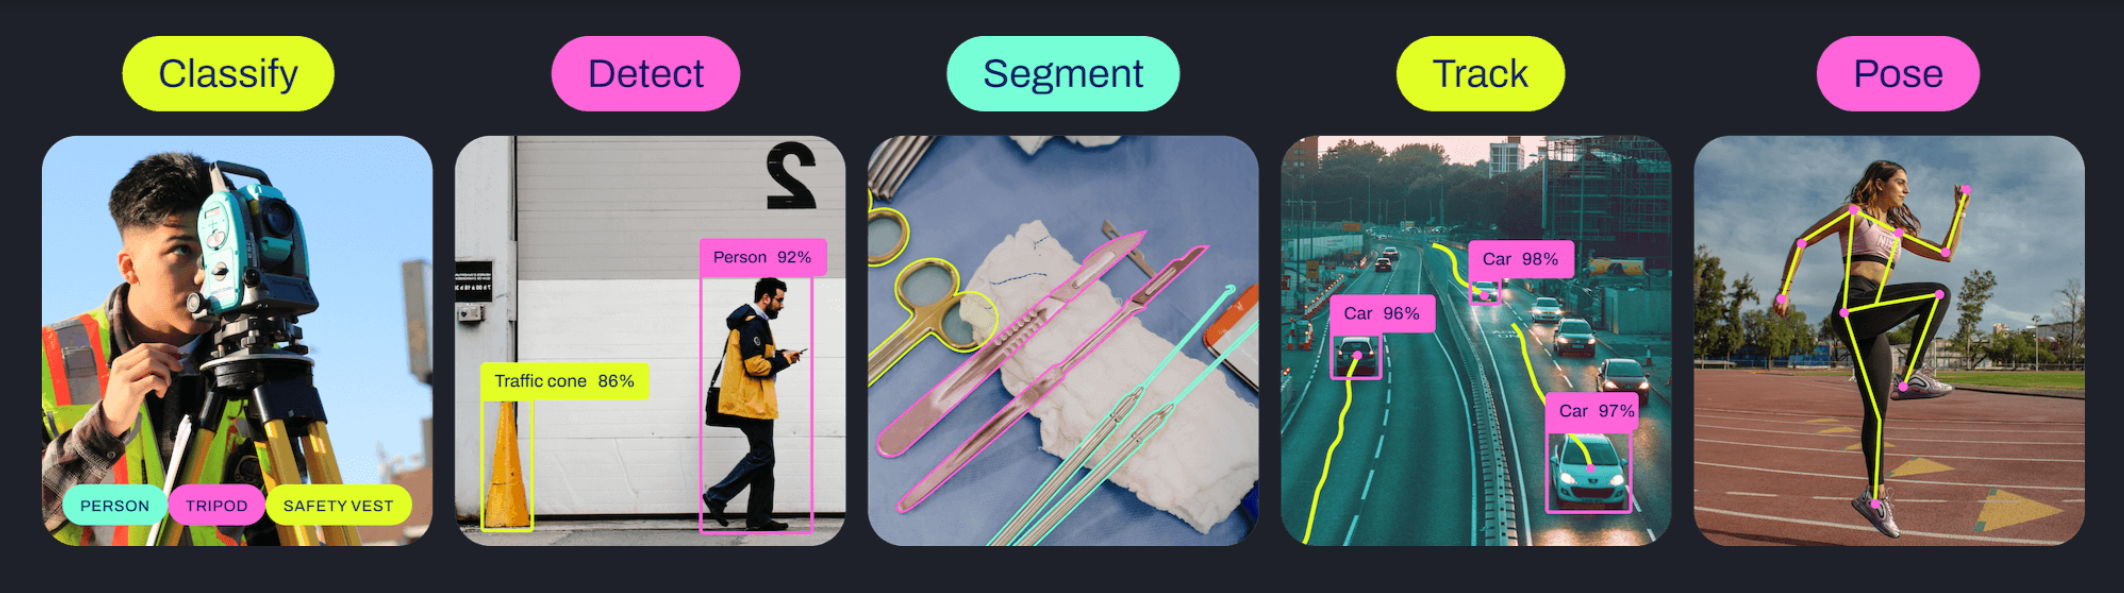 Classify
Detect
Segment
Track
Pose
PERSON
TRIPOD
SAFETY VEST
2
Person 92%
Traffic cone 86%
Car 98%
Car 96%
Car 97%